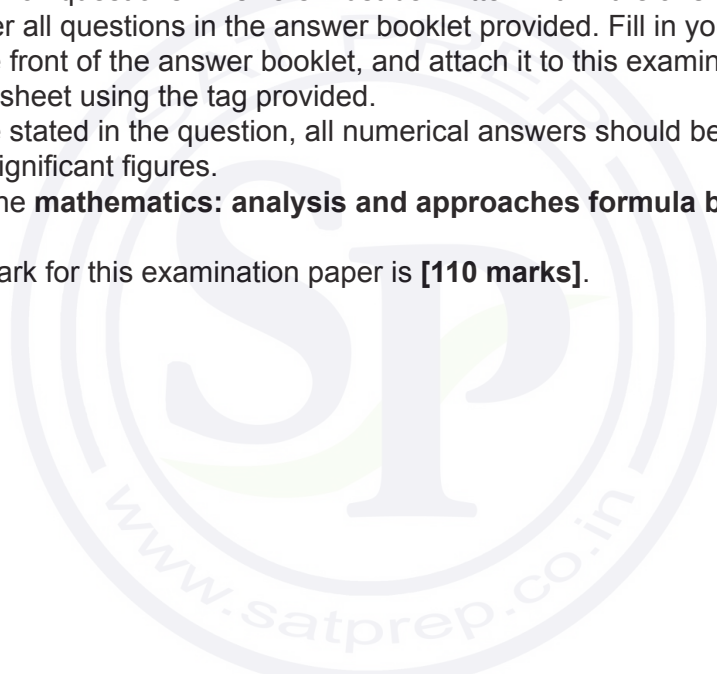 er all questions in the answer booklet provided. Fill in yo
e front of the answer booklet, and attach it to this examin
sheet using the tag provided.
e stated in the question, all numerical answers should be
ignificant figures.
he mathematics: analysis and approaches formula b
ark for this examination paper is [110 marks].
SATPREP
SP
www.satprep.co.in